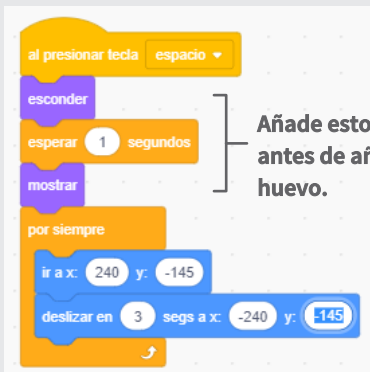 al presionar tecla espacio
esconder
esperar 1 segundos
mostrar
Añade esto
antes de
huevo.
por siempre
ir a x: 240 y: -145
deslizar en 3 segs a x: -240 y: -145